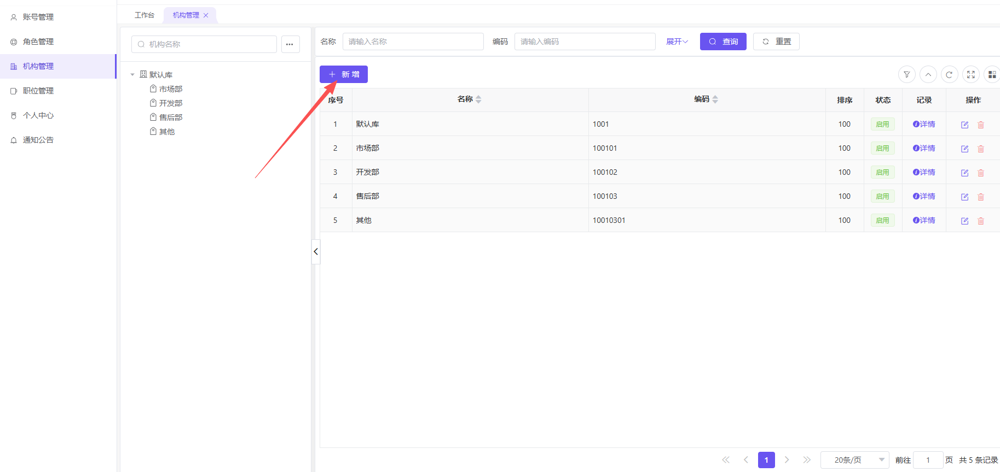 账号管理
角色管理
机构管理
职位管理
个人中心
通知公告
工作台 机构管理
机构名称
默认库
市场部
开发部
售后部
其他
名称 请输入名称 编码 请输入编码 展开 查询 重置
新 增
序号 名称 编码 排序 状态 记录 操作
1 默认库 1001 100 启用 详情
2 市场部 100101 100 启用 详情
3 开发部 100102 100 启用 详情
4 售后部 100103 100 启用 详情
5 其他 10010301 100 启用 详情
1 20条/页 前往 1 页 共 5 条记录